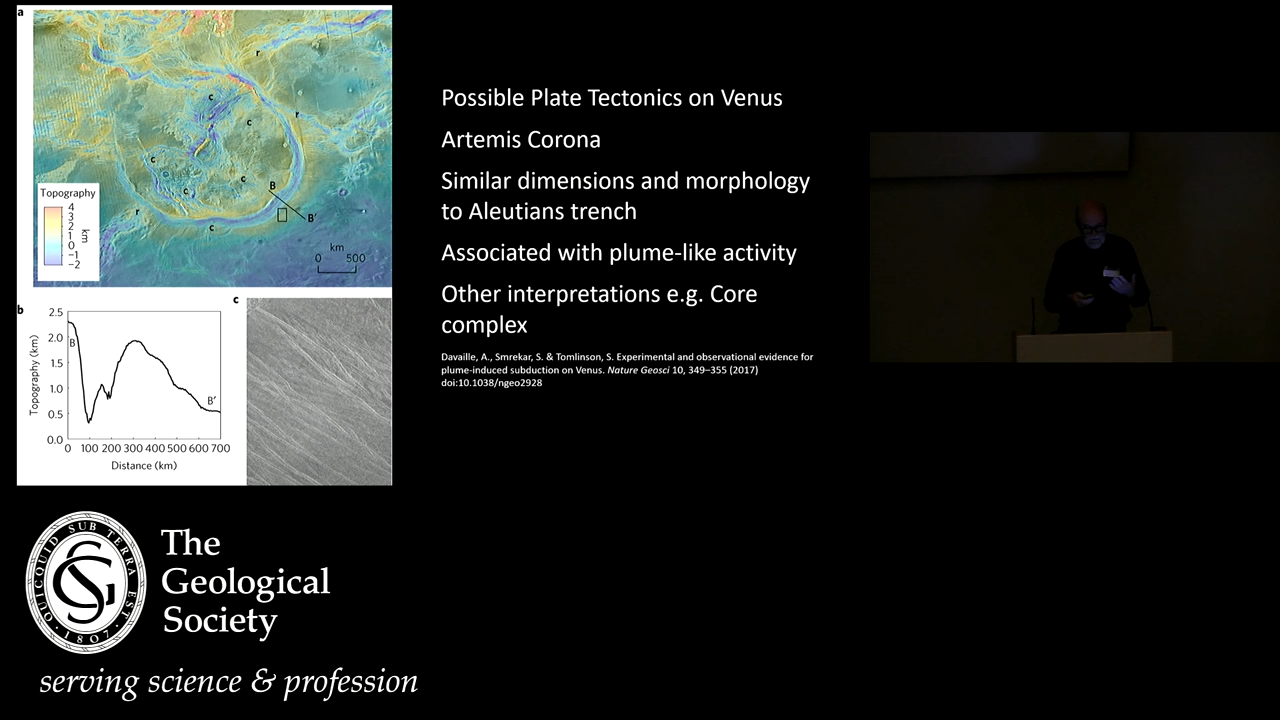 a
r
c
c
r
c
c
c
B
r
c
B′
Topography
4
3
2
1
0
−1
−2
km
km
0 500
b
c
2.5
2.0
1.5
1.0
0.5
0.0
B
B′
Topography (km)
0 100 200 300 400 500 600 700
Distance (km)
Possible Plate Tectonics on Venus
Artemis Corona
Similar dimensions and morphology
to Aleutians trench
Associated with plume-like activity
Other interpretations e.g. Core
complex
Davaille, A., Smrekar, S. & Tomlinson, S. Experimental and observational evidence for
plume-induced subduction on Venus. Nature Geosci 10, 349–355 (2017)
doi:10.1038/ngeo2928
QUICQUID SUB TERRA EST
· 1807 ·
GS
The
Geological
Society
serving science & profession